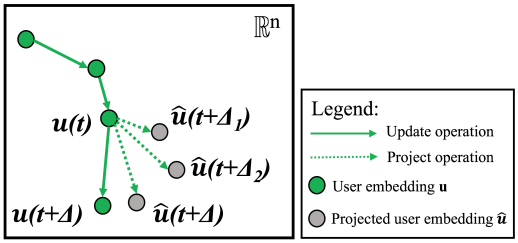 ℝⁿ
u(t)
û(t+Δ₁)
û(t+Δ₂)
u(t+Δ)
û(t+Δ)
Legend:
Update operation
Project operation
User embedding u
Projected user embedding û